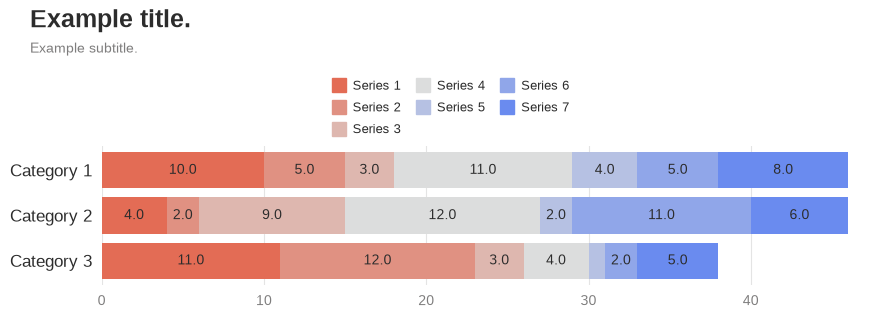 Example title.
Example subtitle.
Series 1 Series 4 Series 6
Series 2 Series 5 Series 7
Series 3
Category 1 10.0 5.0 3.0 11.0 4.0 5.0 8.0
Category 2 4.0 2.0 9.0 12.0 2.0 11.0 6.0
Category 3 11.0 12.0 3.0 4.0 2.0 5.0
0 10 20 30 40